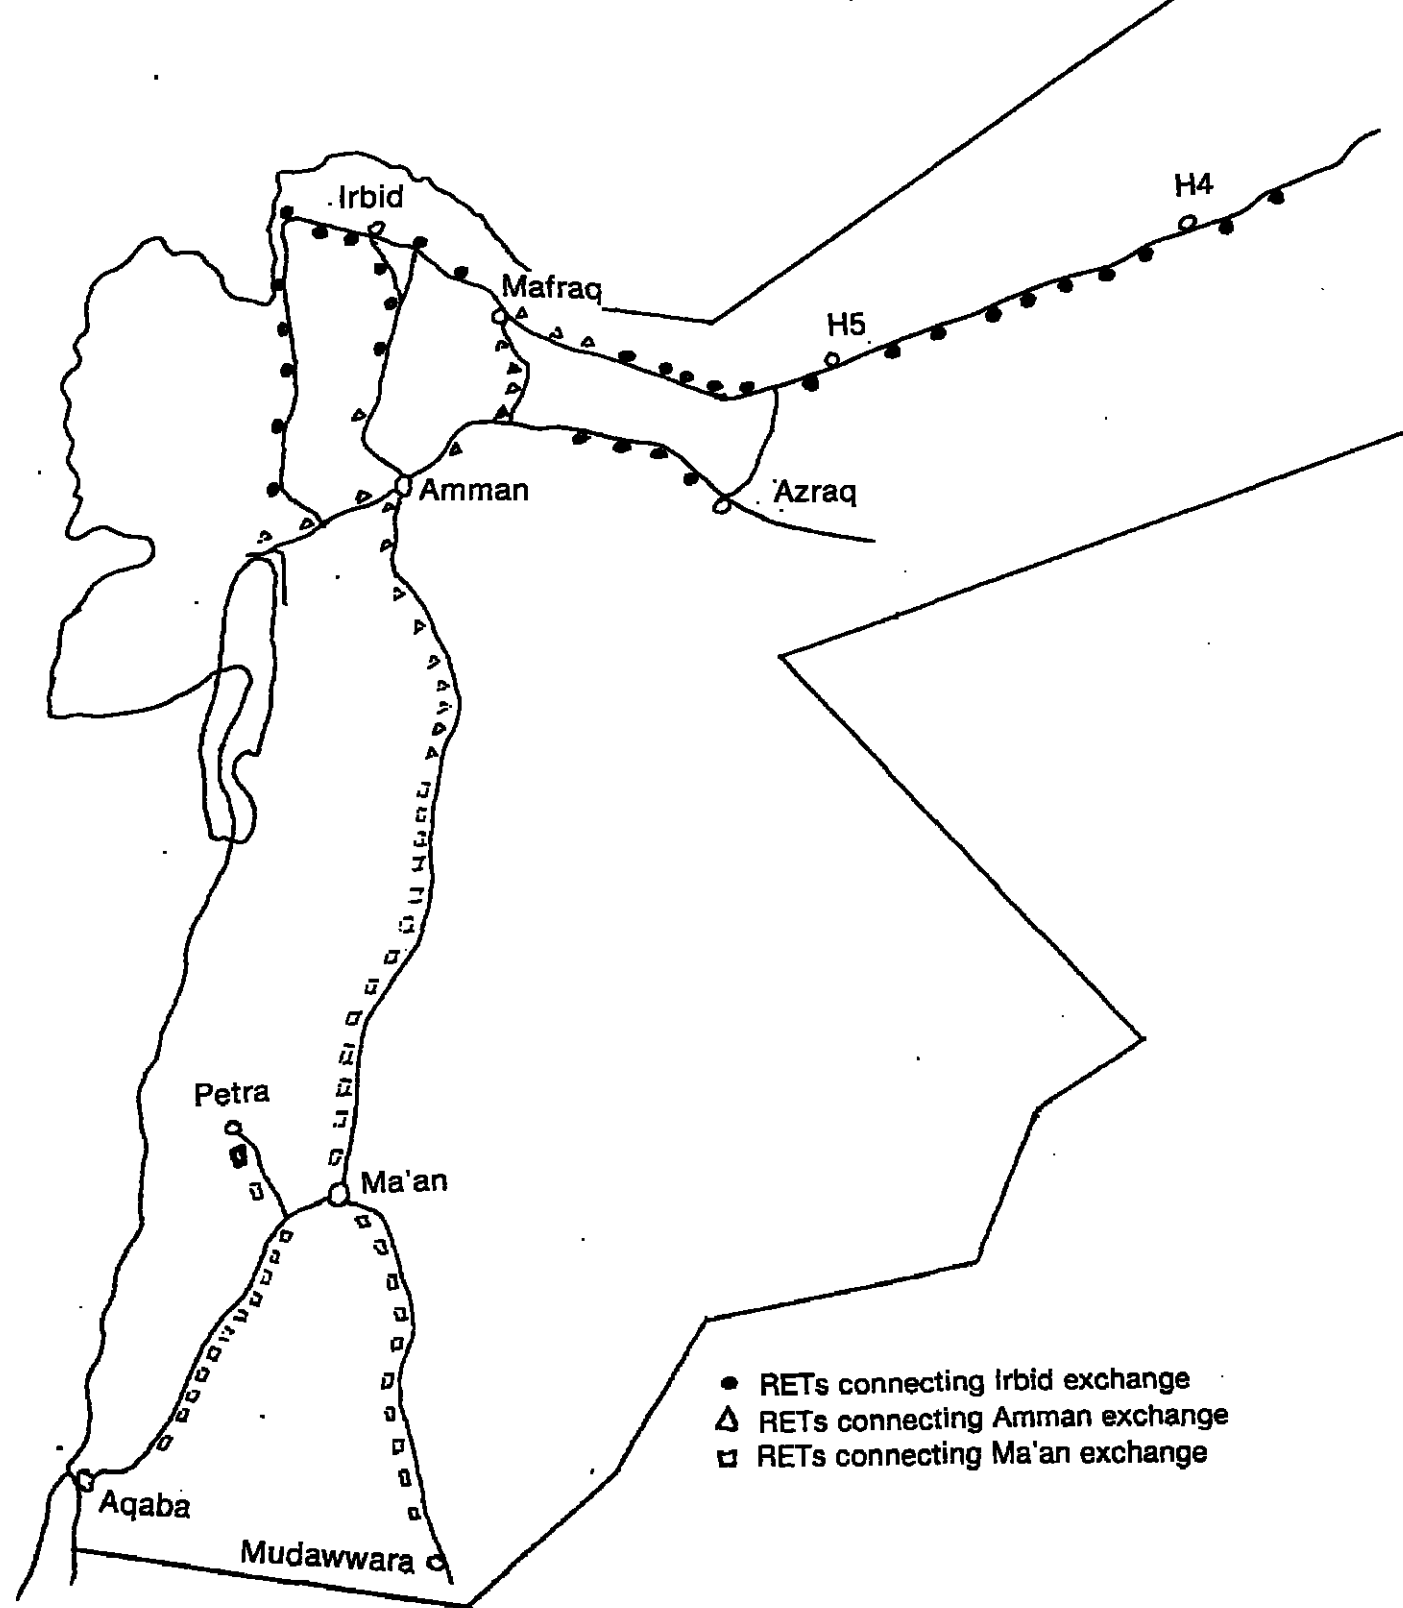 H4
Irbid
Mafraq
H5
Amman
Azraq
Petra
Ma'an
RETs connecting Irbid exchange
RETs connecting Amman exchange
RETs connecting Ma'an exchange
Aqaba
Mudawwara